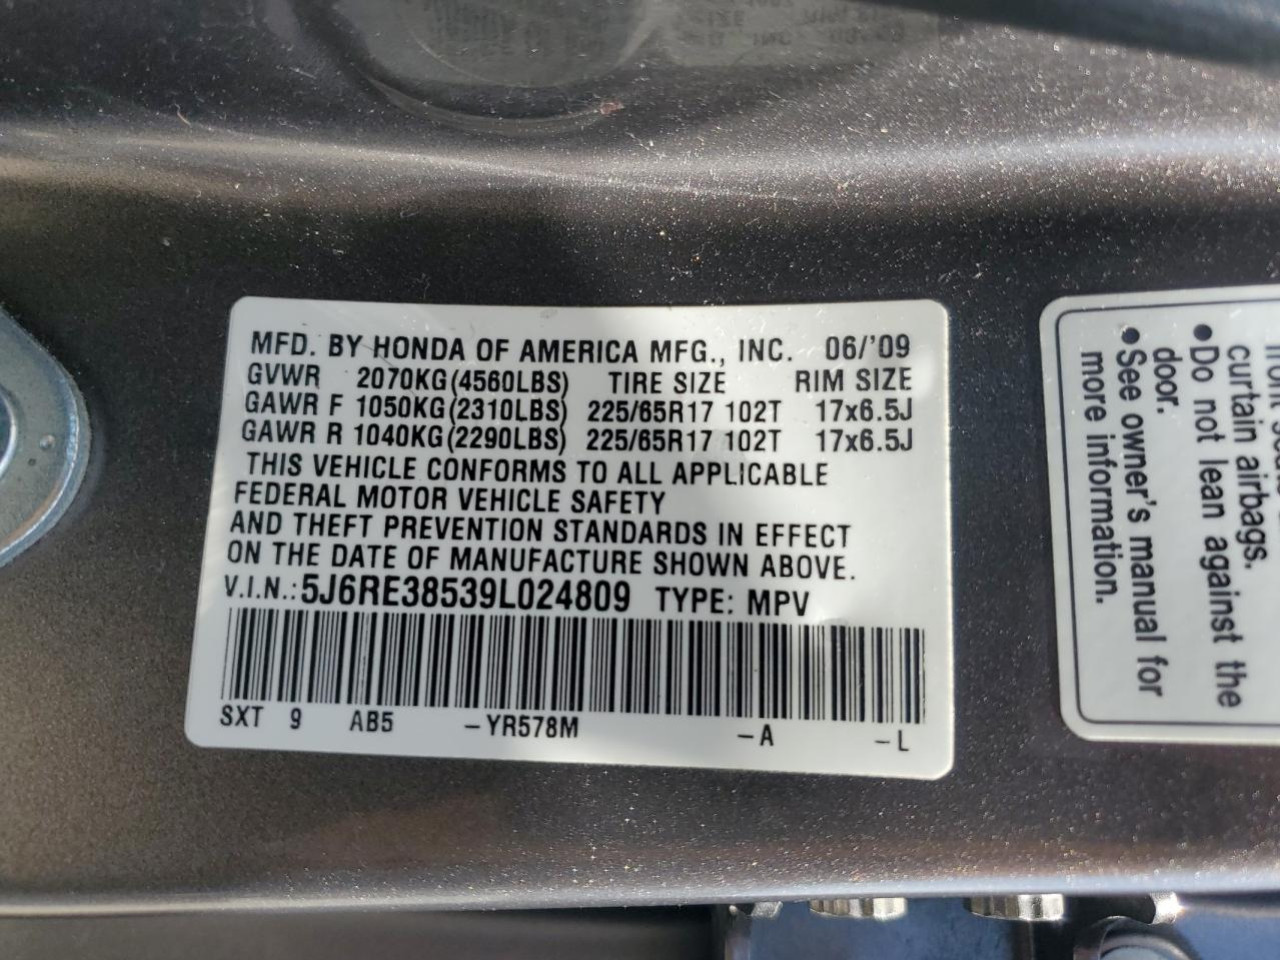 MFD. BY HONDA OF AMERICA MFG., INC. 06/'09
GVWR 2070KG(4560LBS) TIRE SIZE RIM SIZE
GAWR F 1050KG(2310LBS) 225/65R17 102T 17x6.5J
GAWR R 1040KG(2290LBS) 225/65R17 102T 17x6.5J
THIS VEHICLE CONFORMS TO ALL APPLICABLE
FEDERAL MOTOR VEHICLE SAFETY
AND THEFT PREVENTION STANDARDS IN EFFECT
ON THE DATE OF MANUFACTURE SHOWN ABOVE.
V.I.N.: 5J6RE38539L024809 TYPE: MPV
SXT 9 AB5 -YR578M -A -L
curtain airbags.
● Do not lean against the
door.
● See owner's manual for
more information.